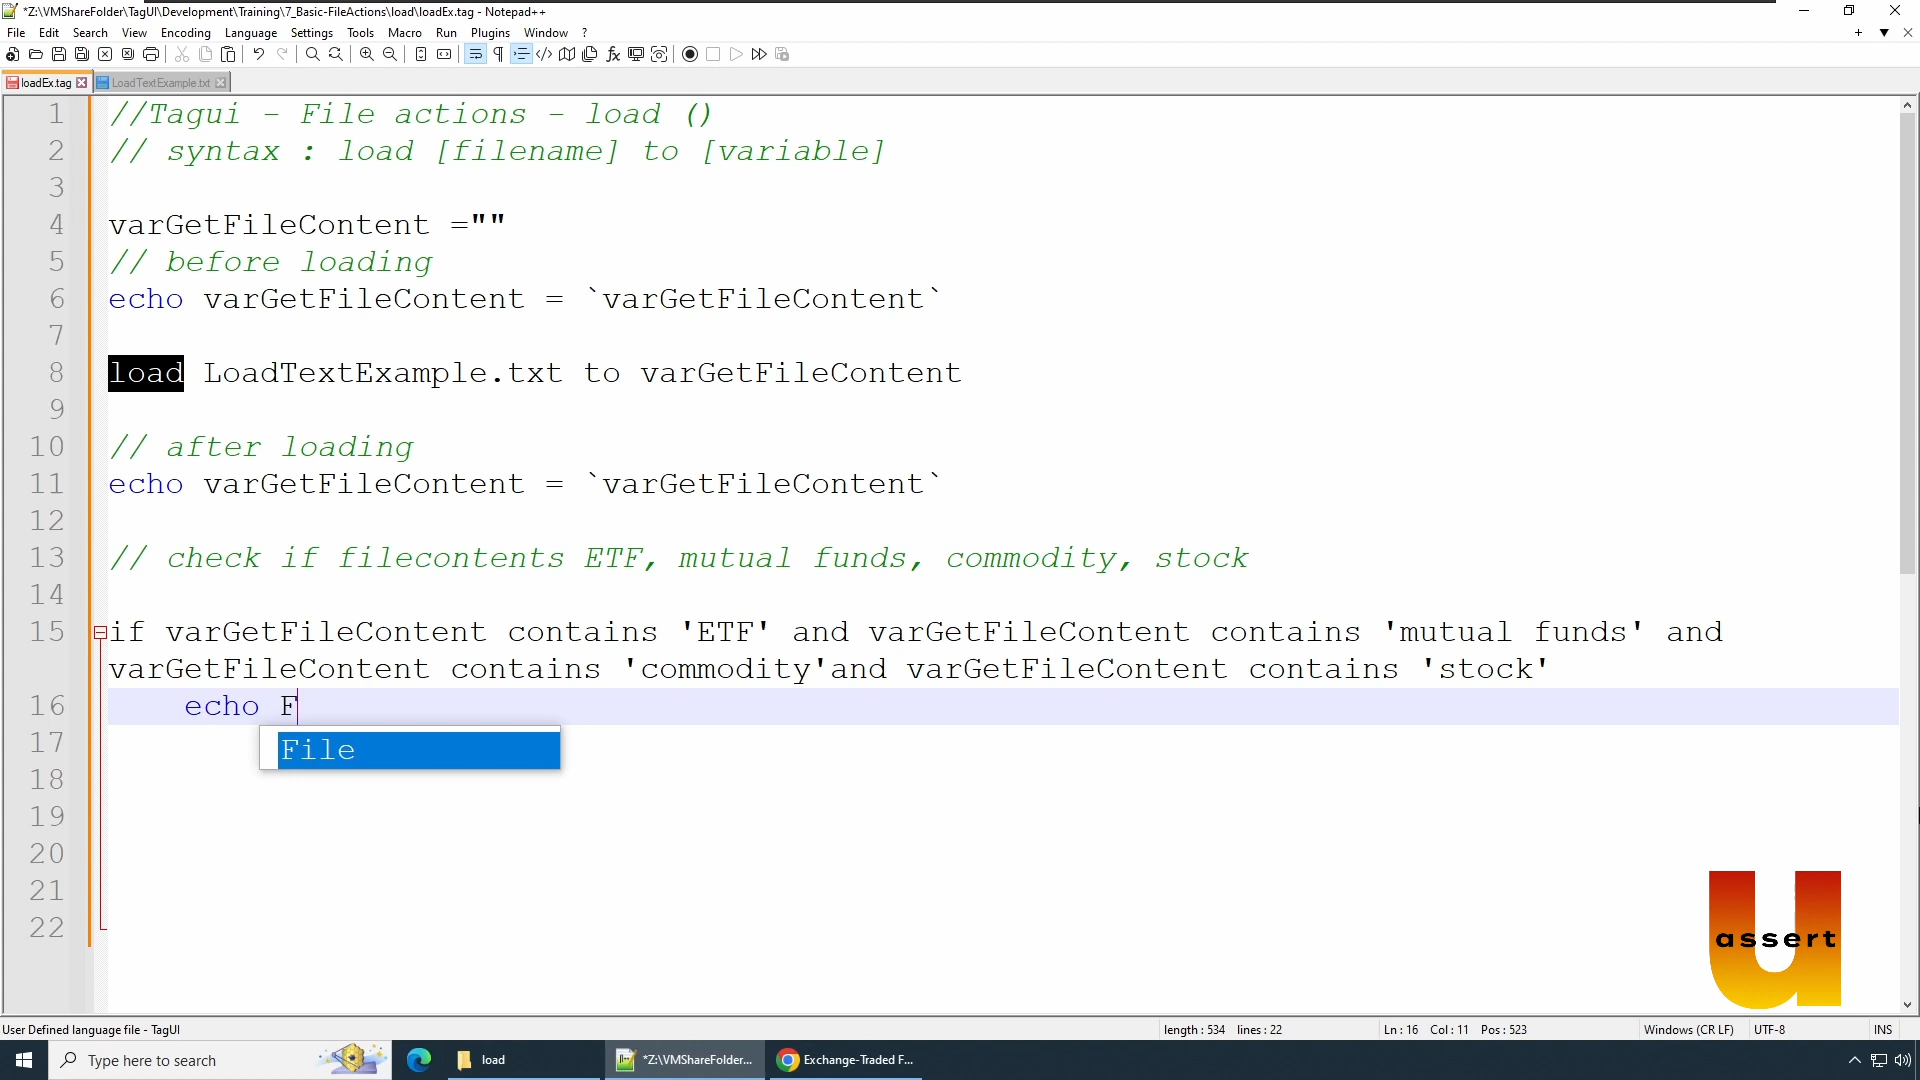 *Z:\VMShareFolder\TagUI\Development\Training\7_Basic-FileActions\load\loadEx.tag - Notepad++
File Edit Search View Encoding Language Settings Tools Macro Run Plugins Window ?
loadEx.tag LoadTextExample.txt
1 //Tagui - File actions - load ()
2 // syntax : load [filename] to [variable]
3
4 varGetFileContent =""
5 // before loading
6 echo varGetFileContent = `varGetFileContent`
7
8 load LoadTextExample.txt to varGetFileContent
9
10 // after loading
11 echo varGetFileContent = `varGetFileContent`
12
13 // check if filecontents ETF, mutual funds, commodity, stock
14
15 if varGetFileContent contains 'ETF' and varGetFileContent contains 'mutual funds' and
varGetFileContent contains 'commodity'and varGetFileContent contains 'stock'
16 echo F
17 File
18
19
20
21
22
assert
User Defined language file - TagUI length : 534 lines : 22 Ln : 16 Col : 11 Pos : 523 Windows (CR LF) UTF-8 INS
Type here to search load *Z:\VMShareFolder... Exchange-Traded F...